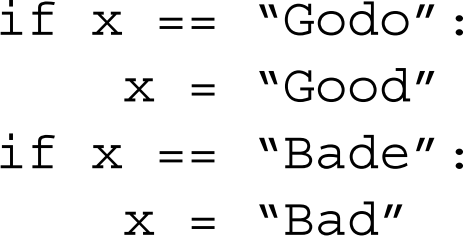 if x == “Godo”:
    x = “Good”
if x == “Bade”:
    x = “Bad”